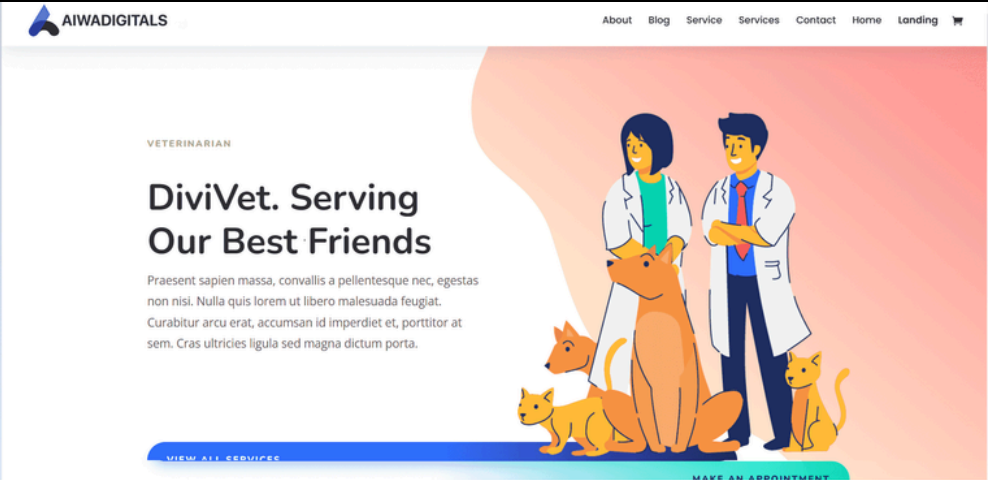 AIWADIGITALS
About Blog Service Services Contact Home Landing
VETERINARIAN
DiviVet. Serving
Our Best Friends
Praesent sapien massa, convallis a pellentesque nec, egestas
non nisi. Nulla quis lorem ut libero malesuada feugiat.
Curabitur arcu erat, accumsan id imperdiet et, porttitor at
sem. Cras ultricies ligula sed magna dictum porta.
VIEW ALL SERVICES
MAKE AN APPOINTMENT